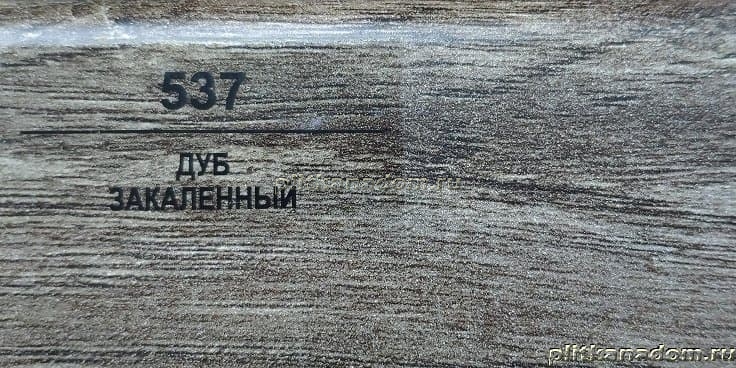 537
ДУБ
ЗАКАЛЕННЫЙ
plitkanadom.ru